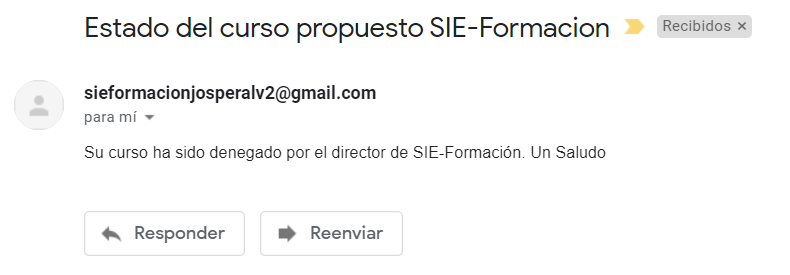 Estado del curso propuesto SIE-Formacion
Recibidos ×
sieformacionjosperalv2@gmail.com
para mí
Su curso ha sido denegado por el director de SIE-Formación. Un Saludo
Responder
Reenviar